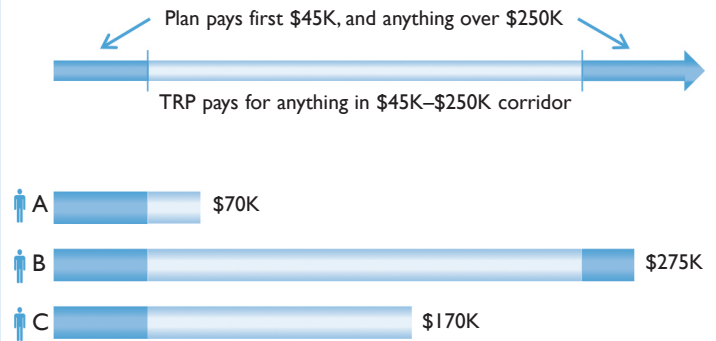 Plan pays first $45K, and anything over $250K
TRP pays for anything in $45K–$250K corridor
A $70K
B $275K
C $170K